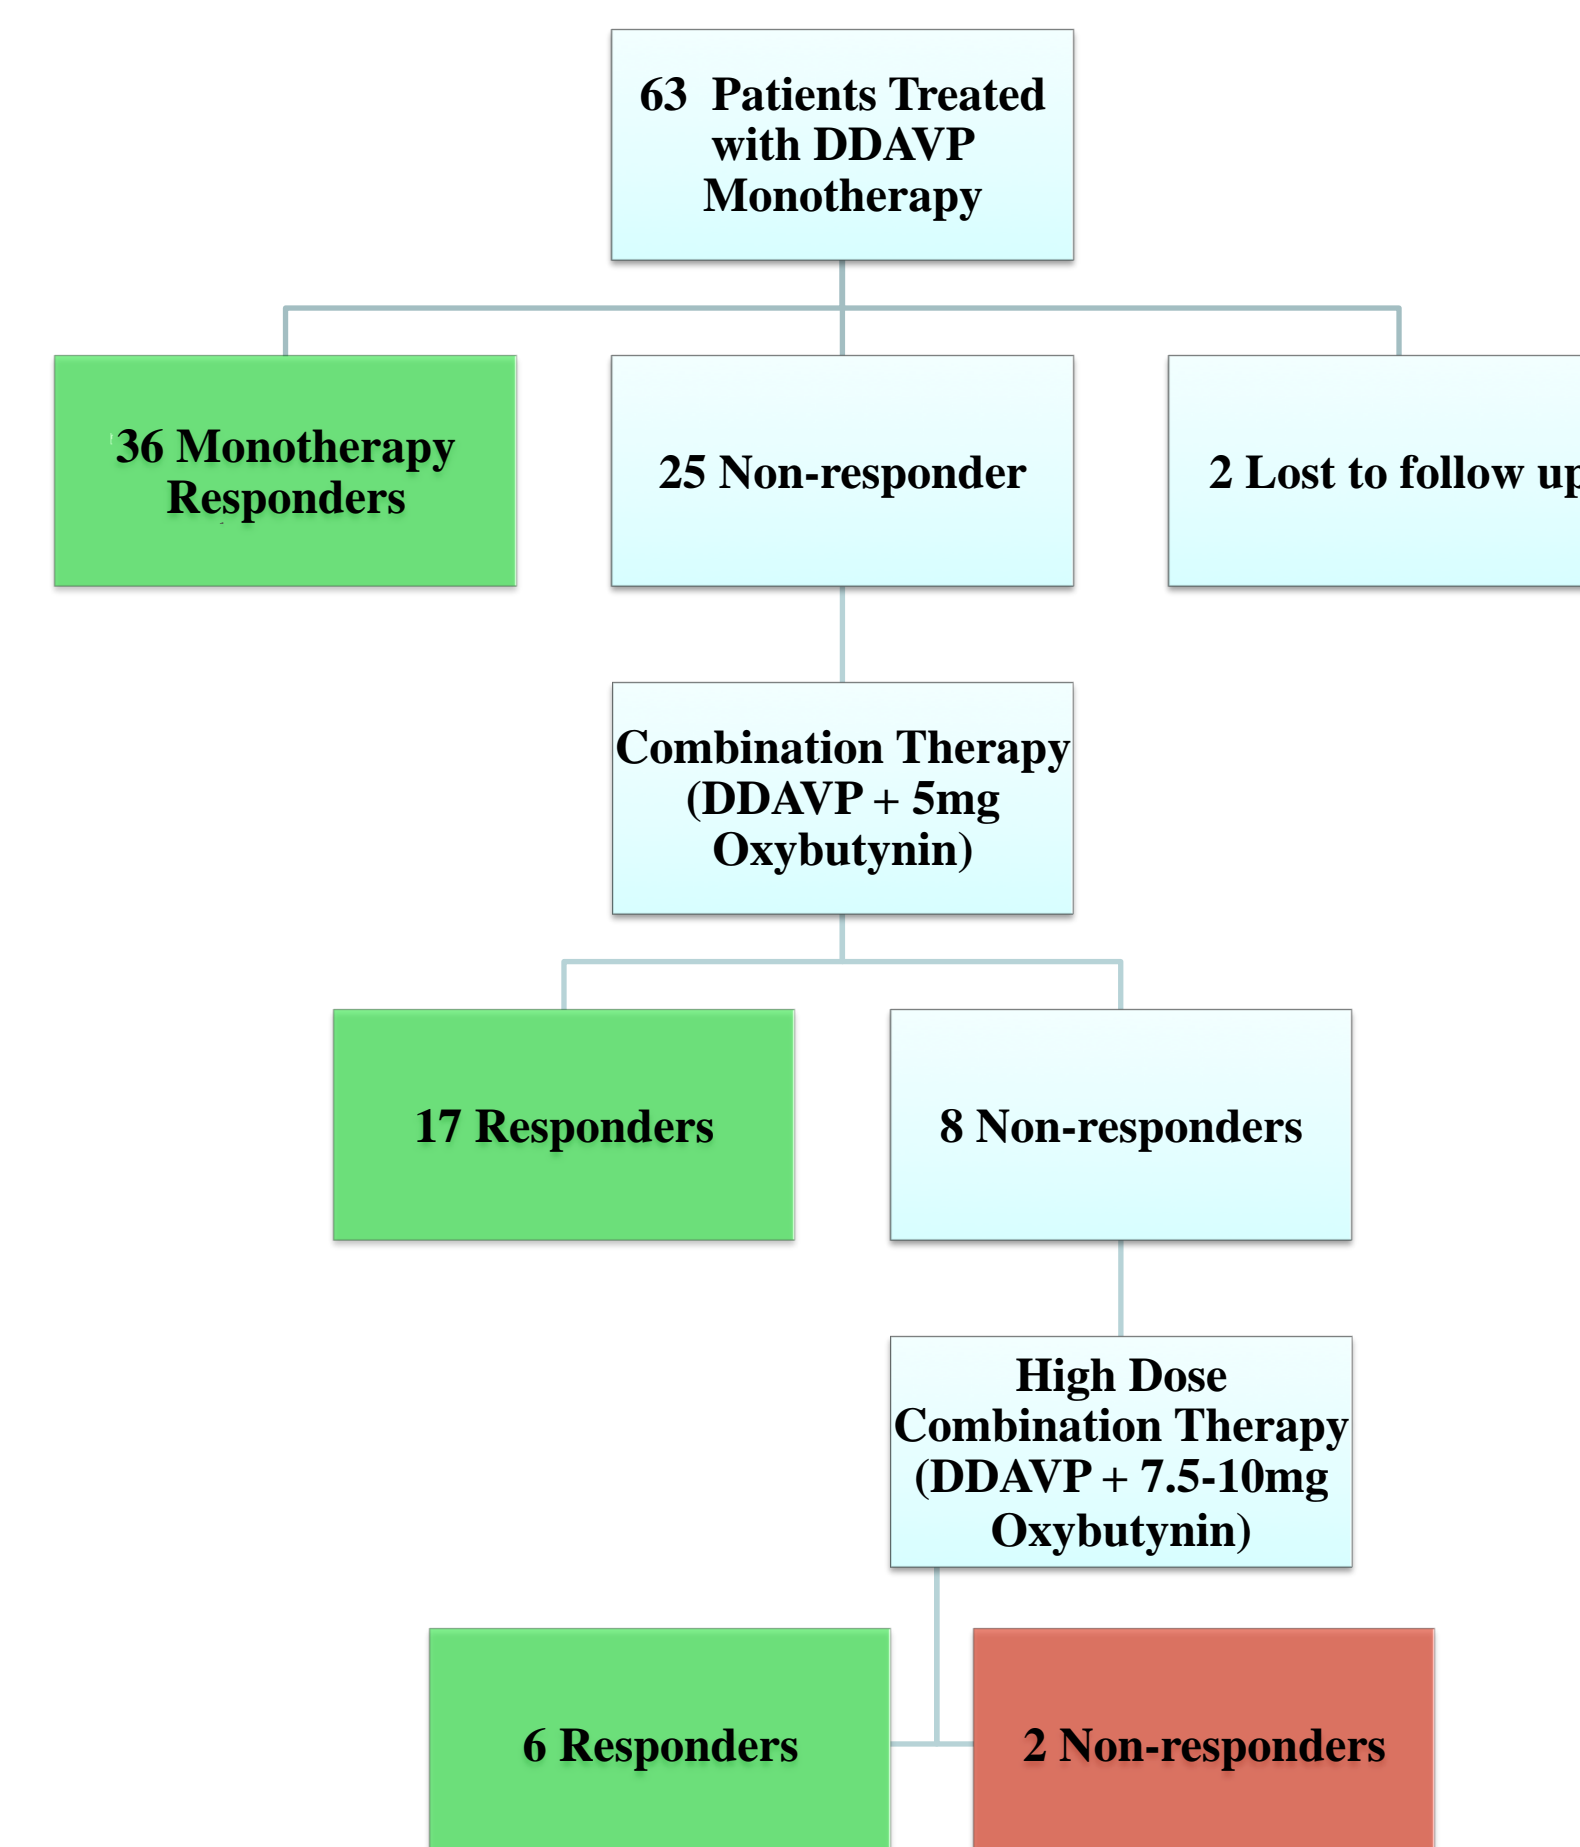 63 Patients Treated
with DDAVP
Monotherapy
36 Monotherapy
Responders
25 Non-responder
2 Lost to follow up
Combination Therapy
(DDAVP + 5mg
Oxybutynin)
17 Responders
8 Non-responders
High Dose
Combination Therapy
(DDAVP + 7.5-10mg
Oxybutynin)
6 Responders
2 Non-responders